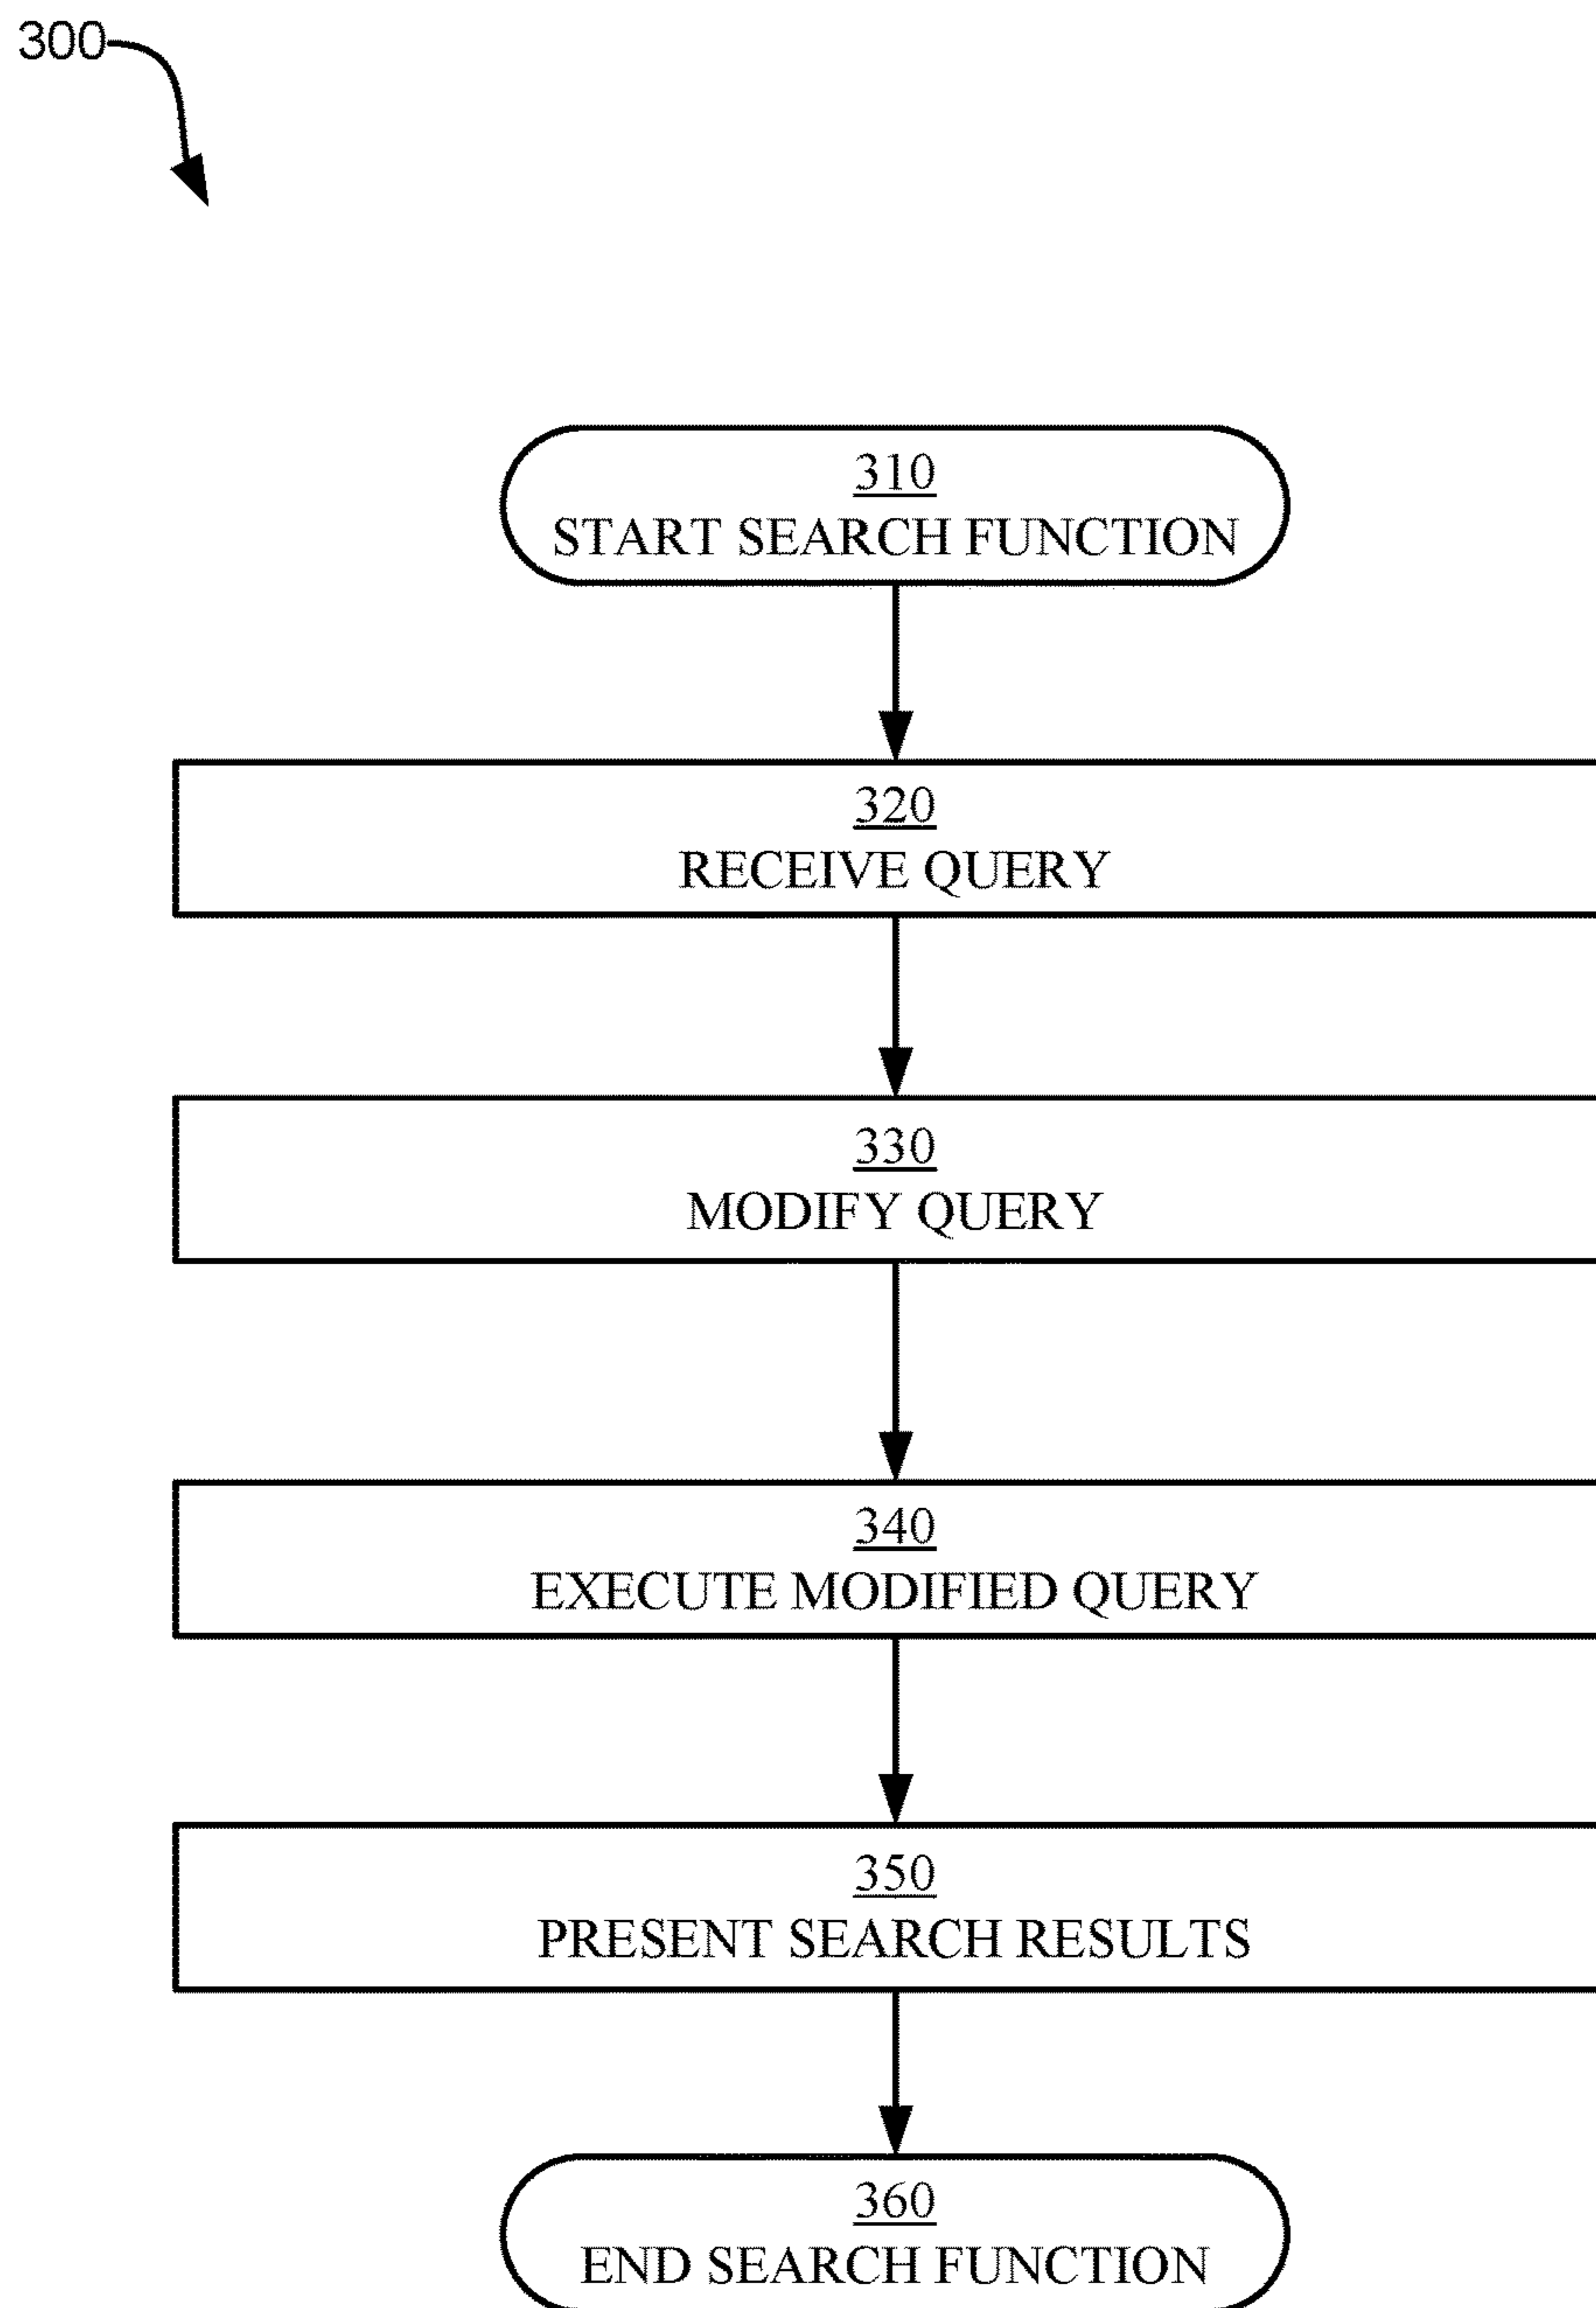 300
310
START SEARCH FUNCTION
320
RECEIVE QUERY
330
MODIFY QUERY
340
EXECUTE MODIFIED QUERY
350
PRESENT SEARCH RESULTS
360
END SEARCH FUNCTION